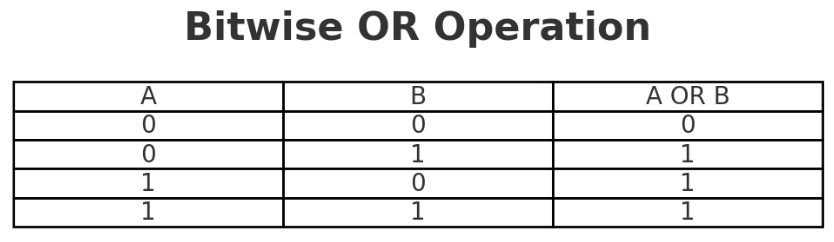 Bitwise OR Operation
A B A OR B
0 0 0
0 1 1
1 0 1
1 1 1